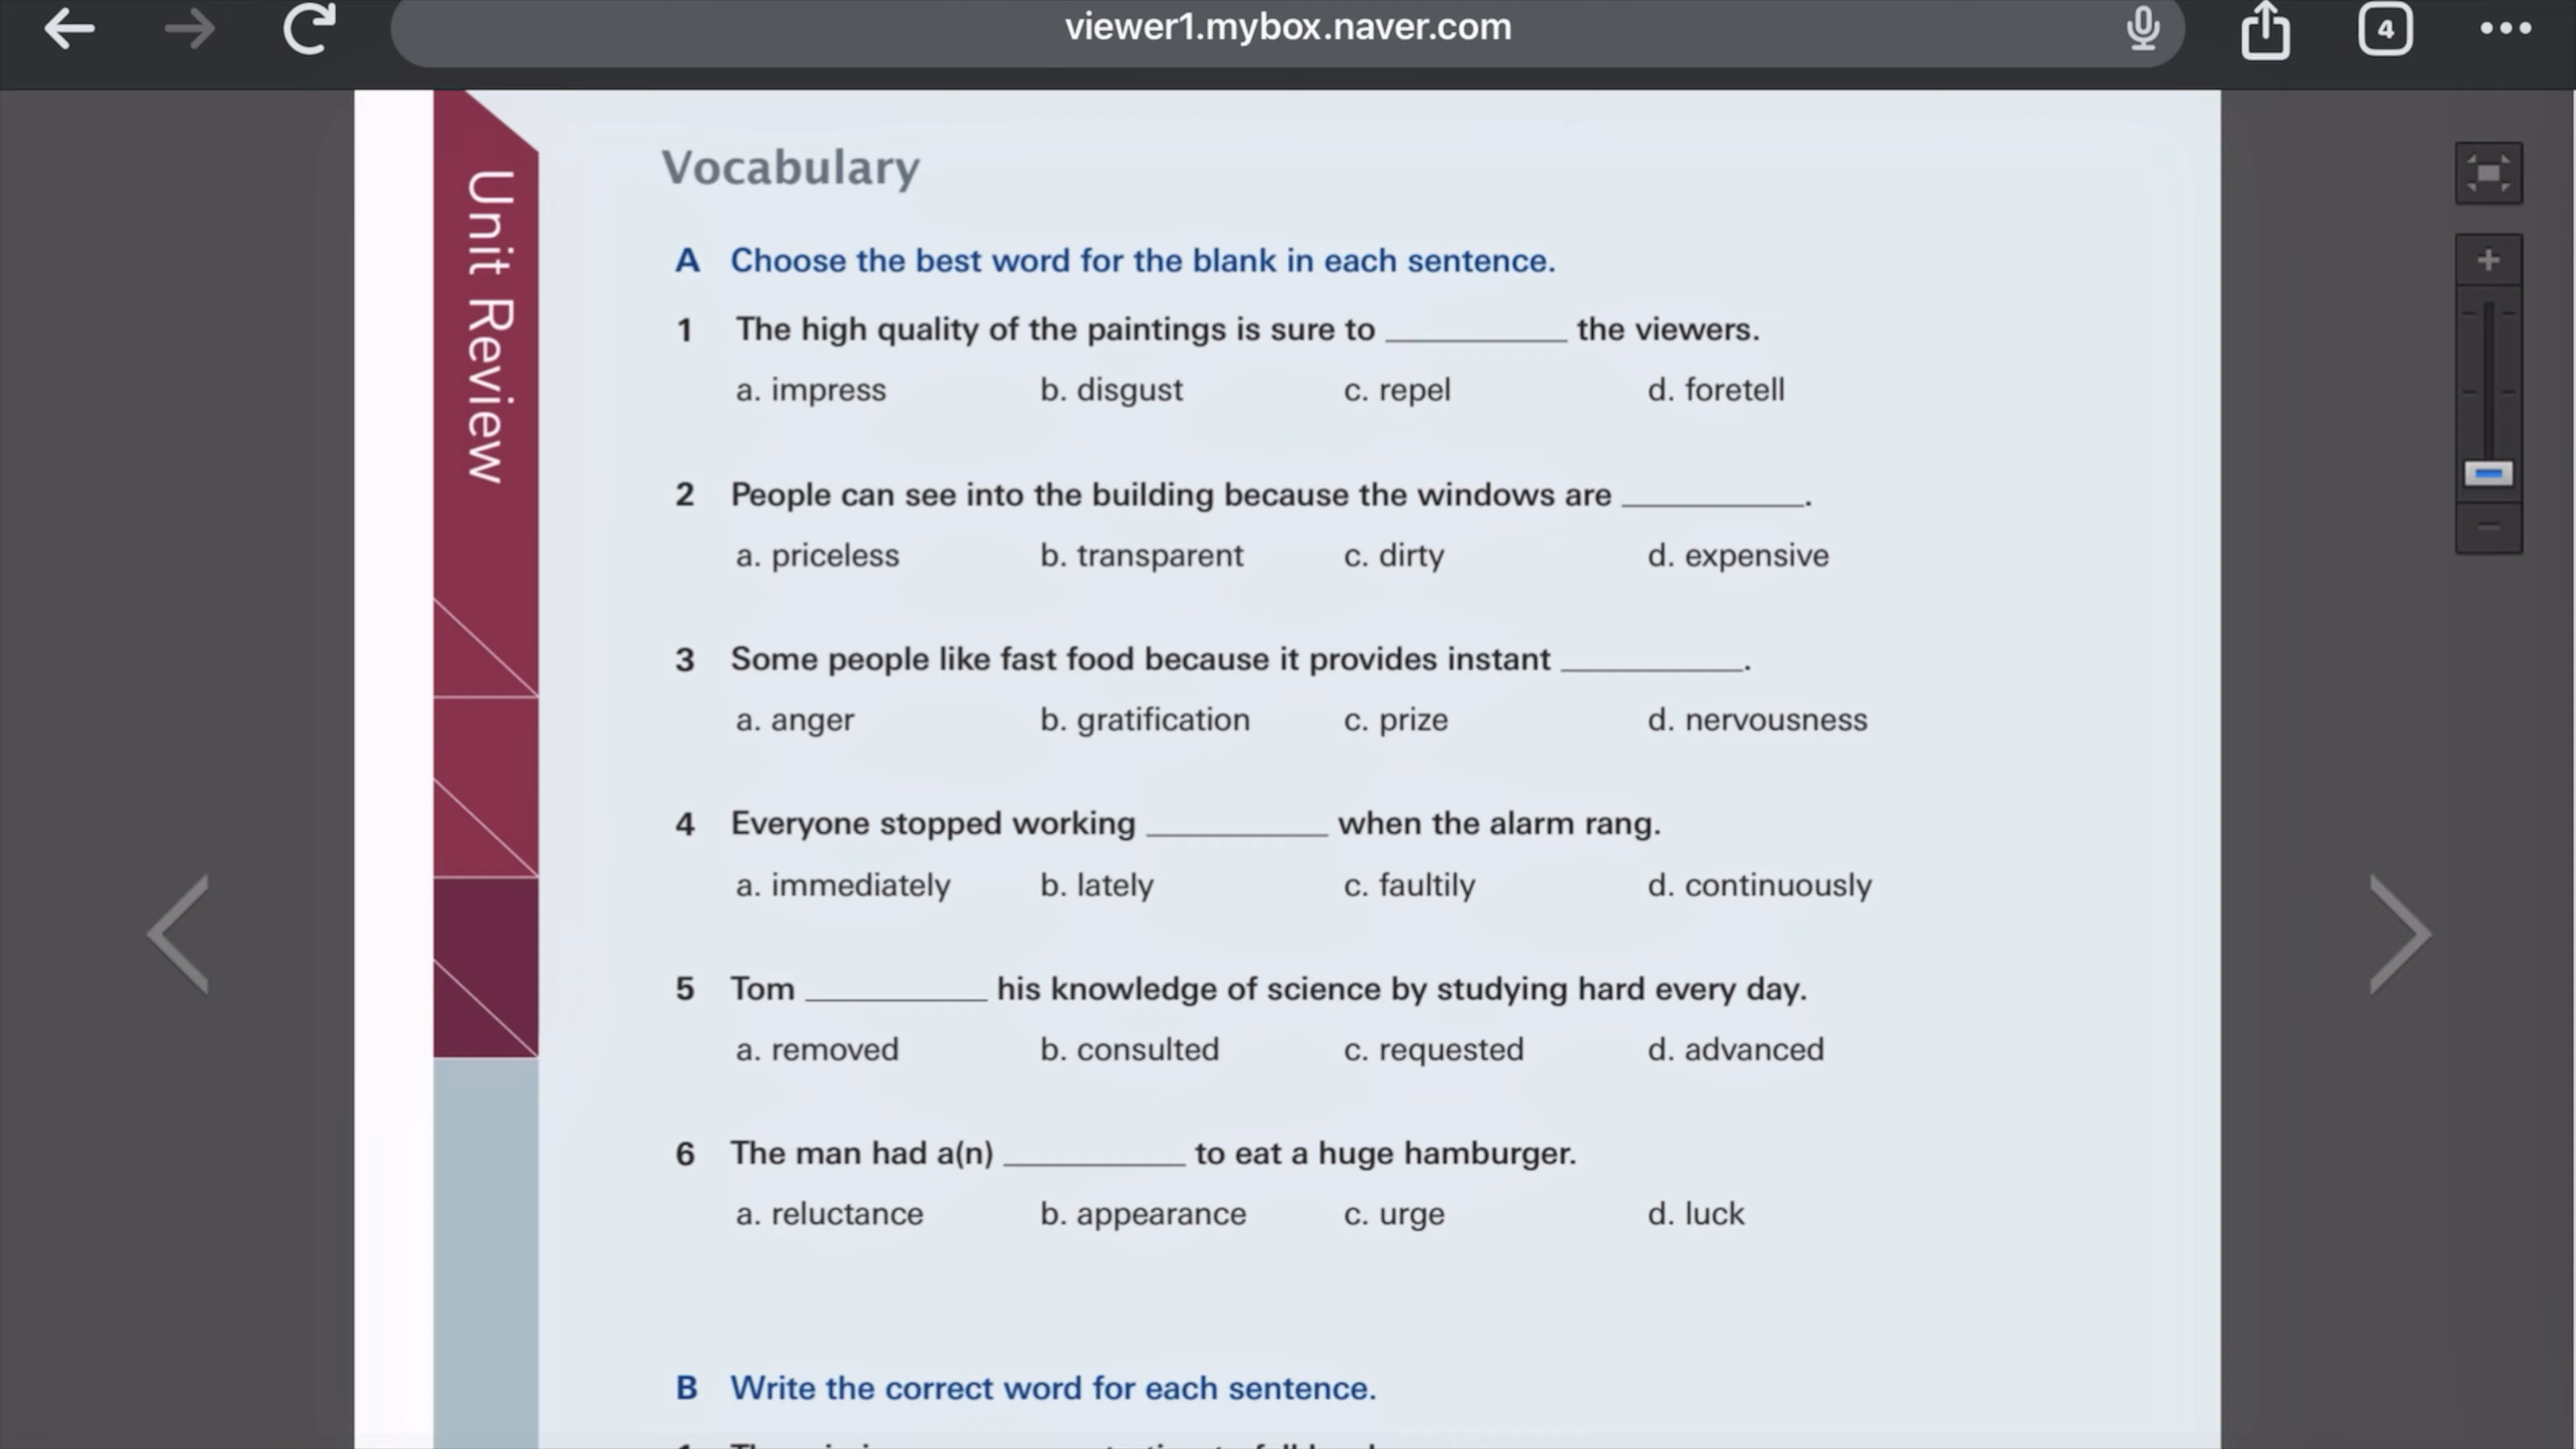 viewer1.mybox.naver.com
4
Unit Review
Vocabulary
A Choose the best word for the blank in each sentence.
1 The high quality of the paintings is sure to __________ the viewers.
a. impress b. disgust c. repel d. foretell
2 People can see into the building because the windows are __________.
a. priceless b. transparent c. dirty d. expensive
3 Some people like fast food because it provides instant __________.
a. anger b. gratification c. prize d. nervousness
4 Everyone stopped working __________ when the alarm rang.
a. immediately b. lately c. faultily d. continuously
5 Tom __________ his knowledge of science by studying hard every day.
a. removed b. consulted c. requested d. advanced
6 The man had a(n) __________ to eat a huge hamburger.
a. reluctance b. appearance c. urge d. luck
B Write the correct word for each sentence.